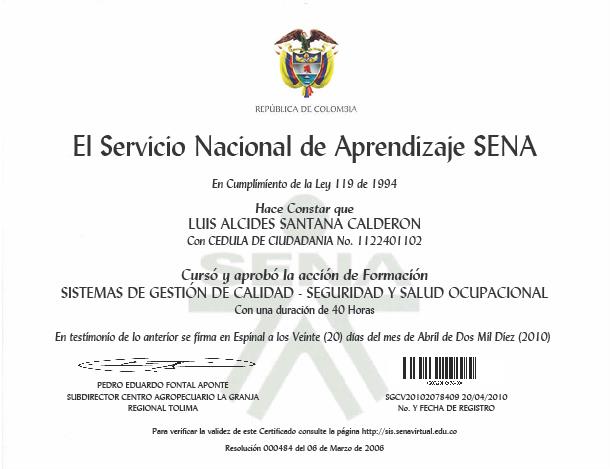 REPÚBLICA DE COLOMBIA
El Servicio Nacional de Aprendizaje SENA
En Cumplimiento de la Ley 119 de 1994
Hace Constar que
LUIS ALCIDES SANTANA CALDERON
Con CEDULA DE CIUDADANIA No. 1122401102
SENA
Cursó y aprobó la acción de Formación
SISTEMAS DE GESTIÓN DE CALIDAD - SEGURIDAD Y SALUD OCUPACIONAL
Con una duración de 40 Horas
En testimonio de lo anterior se firma en Espinal a los Veinte (20) días del mes de Abril de Dos Mil Diez (2010)
PEDRO EDUARDO FONTAL APONTE
SUBDIRECTOR CENTRO AGROPECUARIO LA GRANJA
REGIONAL TOLIMA
SGCV20102078409 20/04/2010
No. Y FECHA DE REGISTRO
Para verificar la validez de este Certificado consulte la página http://sis.senavirtual.edu.co
Resolución 000484 del 06 de Marzo de 2006